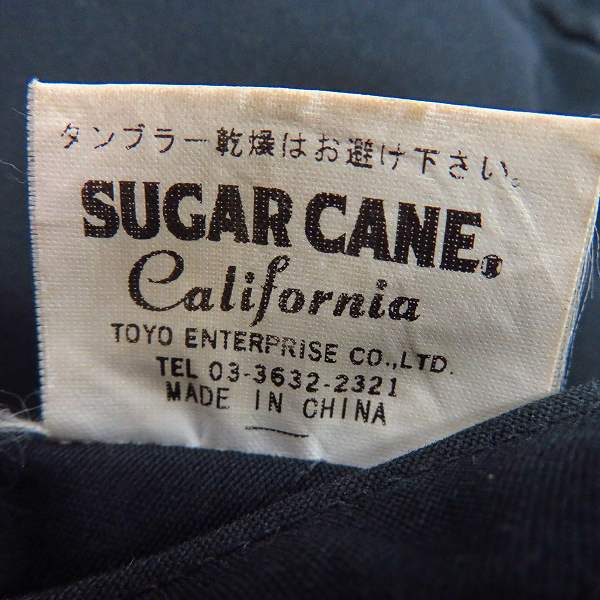 タンブラー乾燥はお避け下さい。
SUGAR CANE®
California
TOYO ENTERPRISE CO.,LTD.
TEL 03-3632-2321
MADE IN CHINA